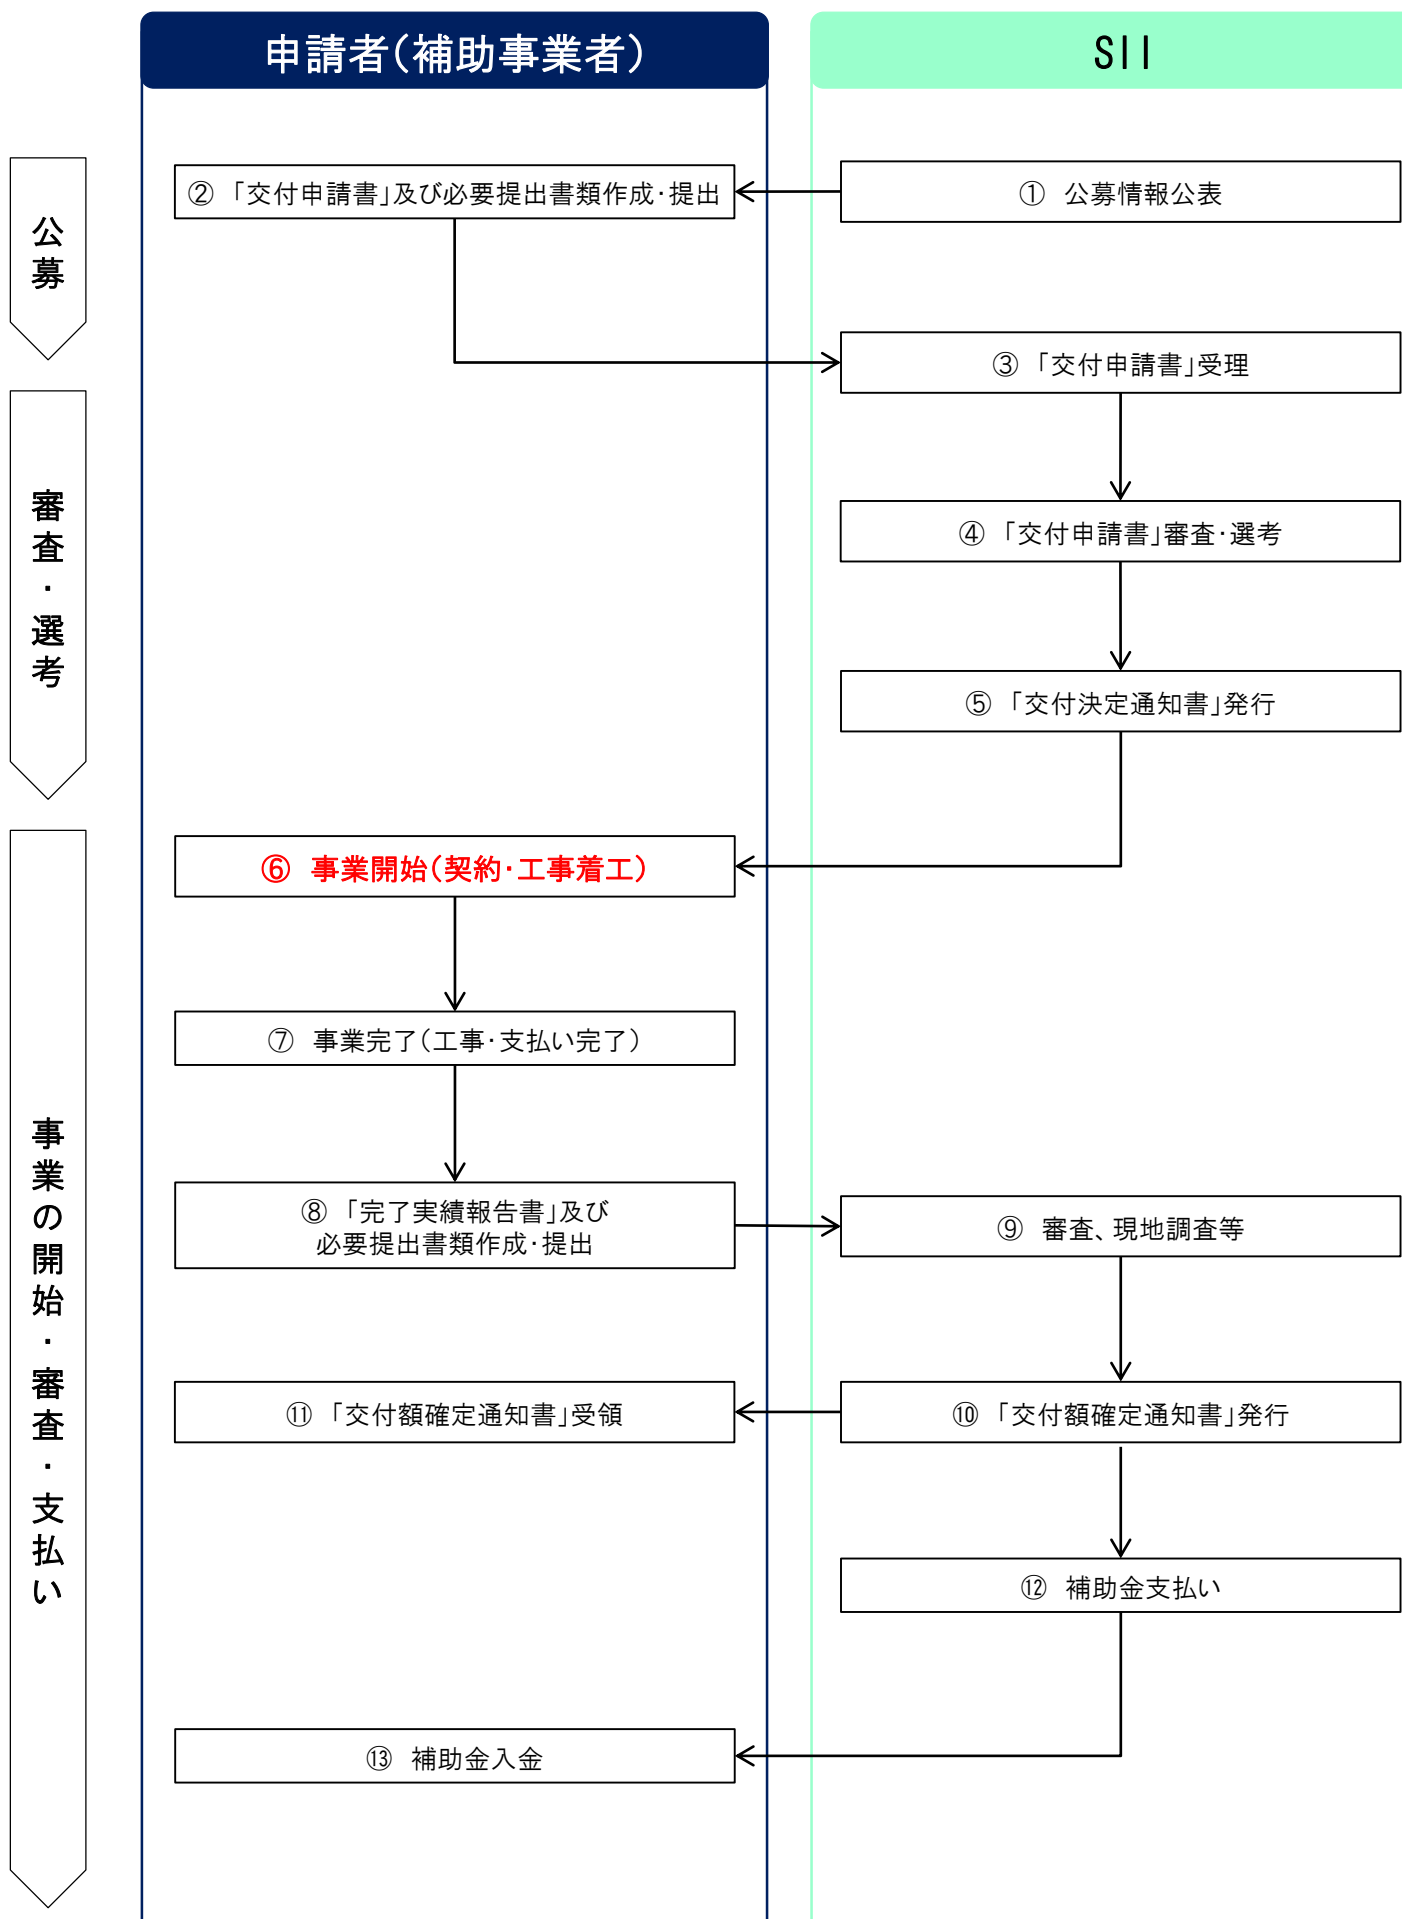 申請者(補助事業者)
SII
公募
② 「交付申請書」及び必要提出書類作成・提出
① 公募情報公表
③ 「交付申請書」受理
審査・選考
④ 「交付申請書」審査・選考
⑤ 「交付決定通知書」発行
事業の開始・審査・支払い
⑥ 事業開始(契約・工事着工)
⑦ 事業完了(工事・支払い完了)
⑧ 「完了実績報告書」及び
必要提出書類作成・提出
⑨ 審査、現地調査等
⑪ 「交付額確定通知書」受領
⑩ 「交付額確定通知書」発行
⑫ 補助金支払い
⑬ 補助金入金